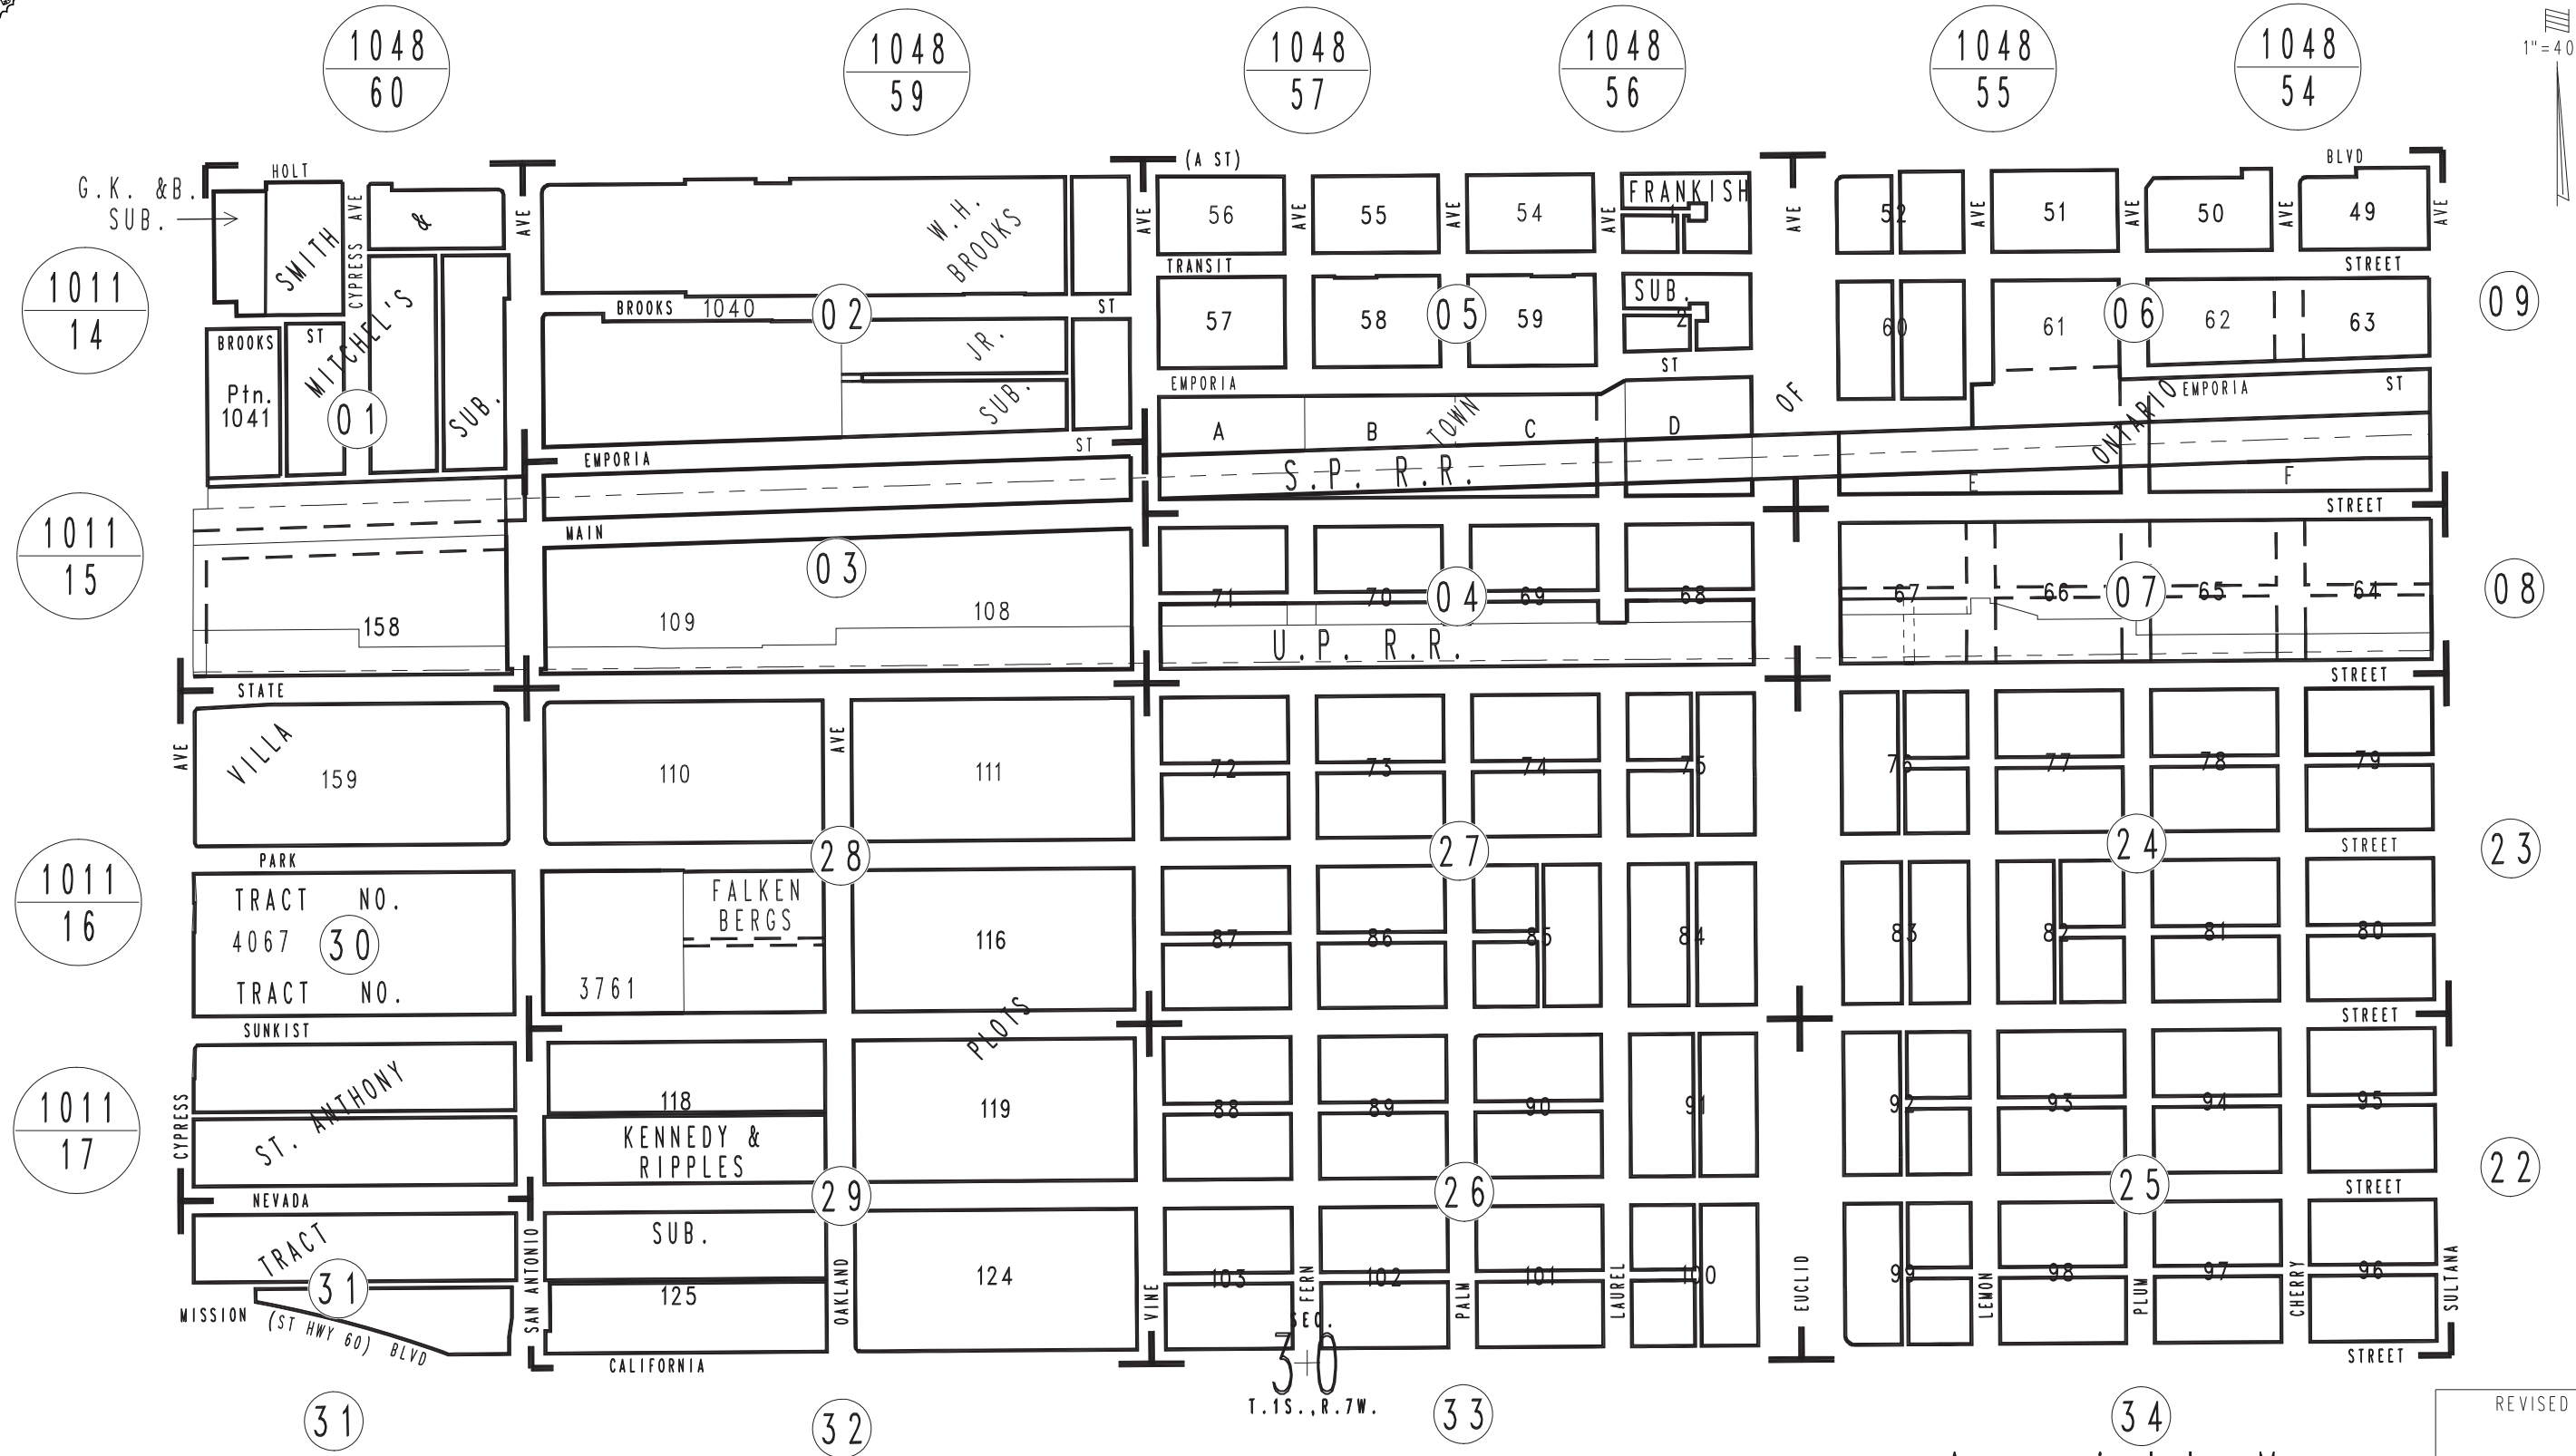 1048
60
1048
59
1048
57
1048
56
1048
55
1048
54
1"=40
G.K. &B.
SUB.
HOLT
(A ST)
BLVD
AVE
AVE
AVE
AVE
AVE
AVE
AVE
AVE
AVE
AVE
AVE
CYPRESS AVE
SMITH
&
MITCHEL'S
SUB.
W.H.
BROOKS
JR.
SUB.
56
55
54
FRANKISH
1
52
51
50
49
TRANSIT
STREET
1011
14
BROOKS
ST
BROOKS
1040
02
ST
57
58
05
59
SUB.
2
60
61
06
62
63
09
Ptn.
1041
01
EMPORIA
ST
EMPORIA
ST
A
B
TOWN
C
D
OF
ONTARIO
EMPORIA
ST
S.P. R.R.
E
F
1011
15
MAIN
STREET
03
158
109
108
71
70
04
69
68
67
66
07
65
64
08
U.P. R.R.
STATE
STREET
AVE
VILLA
159
110
AVE
111
72
73
74
75
76
77
78
79
PARK
28
27
24
STREET
23
1011
16
TRACT NO.
4067
30
TRACT NO.
FALKEN
BERGS
3761
116
87
86
85
84
83
82
81
80
SUNKIST
STREET
PLOTS
1011
17
CYPRESS
ST. ANTHONY
118
KENNEDY &
RIPPLES
119
88
89
90
91
92
93
94
95
22
NEVADA
29
26
25
STREET
TRACT
31
SUB.
125
124
103
102
101
100
99
98
97
96
MISSION (ST HWY 60) BLVD
SAN ANTONIO
OAKLAND
VINE
FERN
PALM
LAUREL
EUCLID
LEMON
PLUM
CHERRY
SULTANA
CALIFORNIA
STREET
SEC.
30
T.1S.,R.7W.
31
32
33
34
REVISED